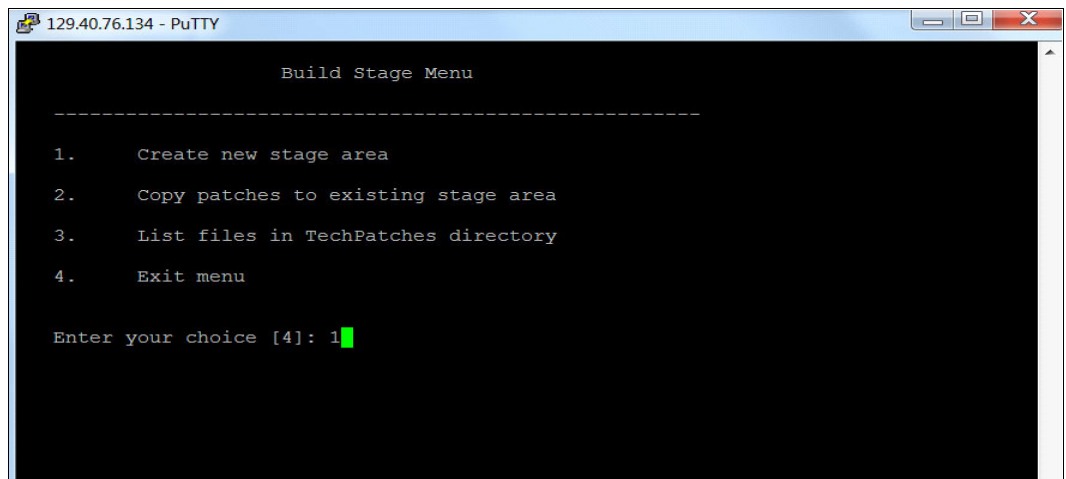 129.40.76.134 - PuTTY
Build Stage Menu
------------------------------------------------------
1. Create new stage area
2. Copy patches to existing stage area
3. List files in TechPatches directory
4. Exit menu
Enter your choice [4]: 1